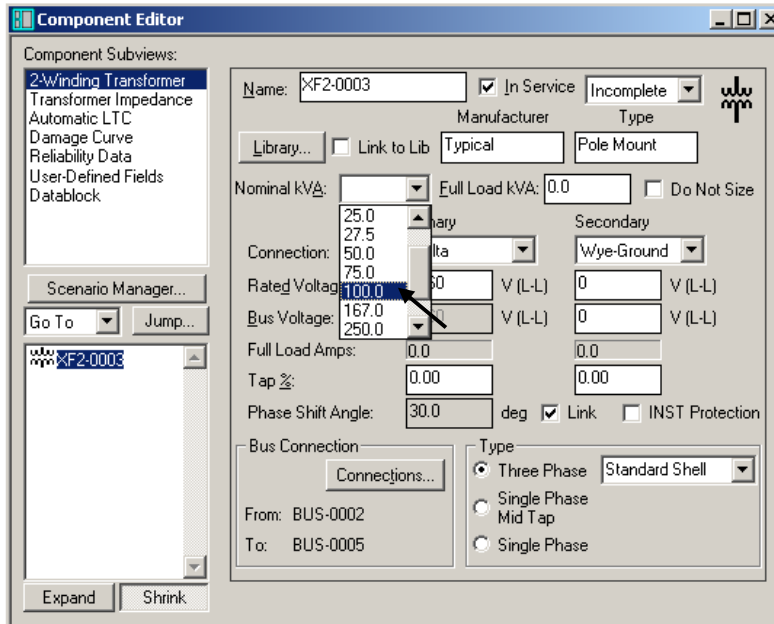 Component Editor
Component Subviews:
2-Winding Transformer
Transformer Impedance
Automatic LTC
Damage Curve
Reliability Data
User-Defined Fields
Datablock
Scenario Manager...
Go To Jump...
XF2-0003
Expand Shrink
Name: XF2-0003 In Service Incomplete
Manufacturer Type
Library... Link to Lib Typical Pole Mount
Nominal kVA: Full Load kVA: 0.0 Do Not Size
25.0
27.5
50.0
75.0
100.0
167.0
250.0
Secondary
Connection: Wye-Ground
V (L-L) 0 V (L-L)
Bus Voltage: V (L-L) 0 V (L-L)
Full Load Amps: 0.0 0.0
Tap %: 0.00 0.00
Phase Shift Angle: 30.0 deg Link INST Protection
Bus Connection
Connections...
From: BUS-0002
To: BUS-0005
Type
Three Phase Standard Shell
Single Phase
Mid Tap
Single Phase